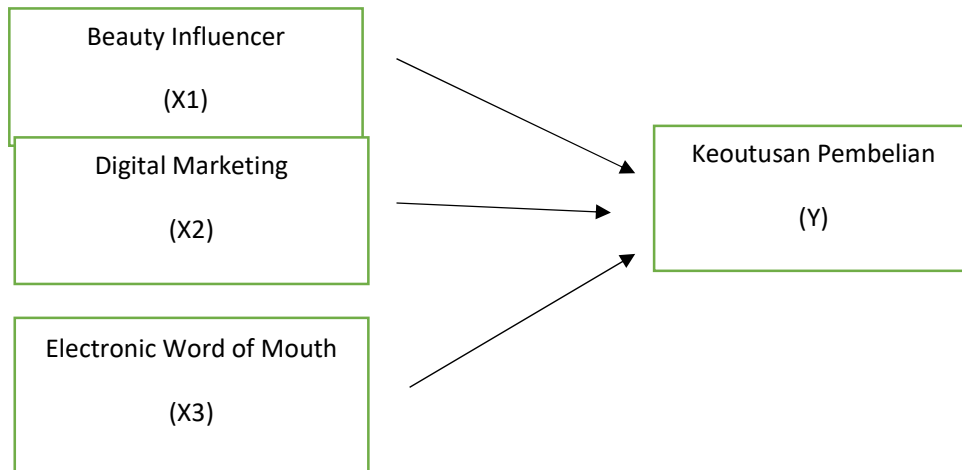 Beauty Influencer
(X1)
Digital Marketing
(X2)
Electronic Word of Mouth
(X3)
Keoutusan Pembelian
(Y)